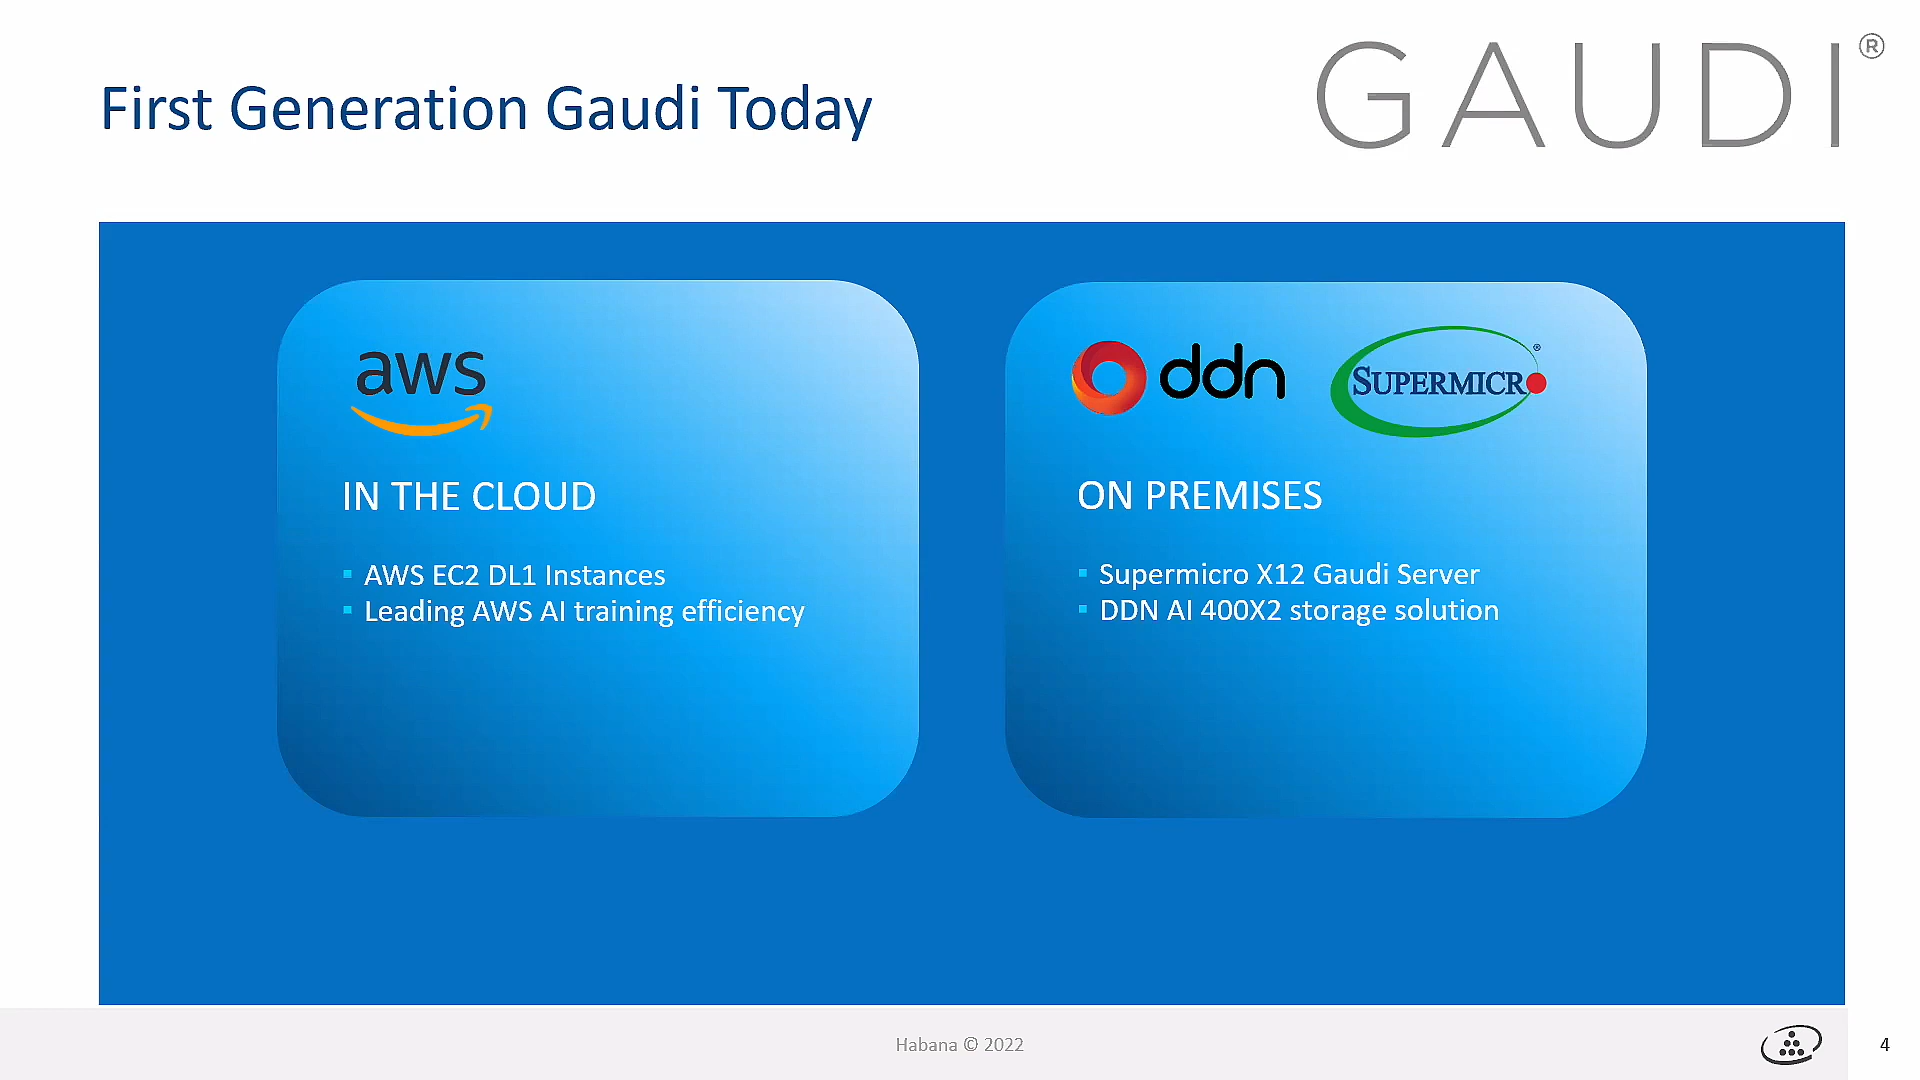 First Generation Gaudi Today
GAUDI®
aws
IN THE CLOUD
▪ AWS EC2 DL1 Instances
▪ Leading AWS AI training efficiency
ddn
SUPERMICRO®
ON PREMISES
▪ Supermicro X12 Gaudi Server
▪ DDN AI 400X2 storage solution
Habana © 2022
4